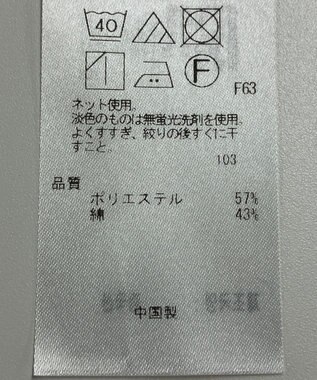 40
F
F63
ネット使用。
淡色のものは無蛍光洗剤を使用。
よくすすぎ、絞りの後すぐに干
すこと。
103
品質
ポリエステル 57%
綿 43%
中国製